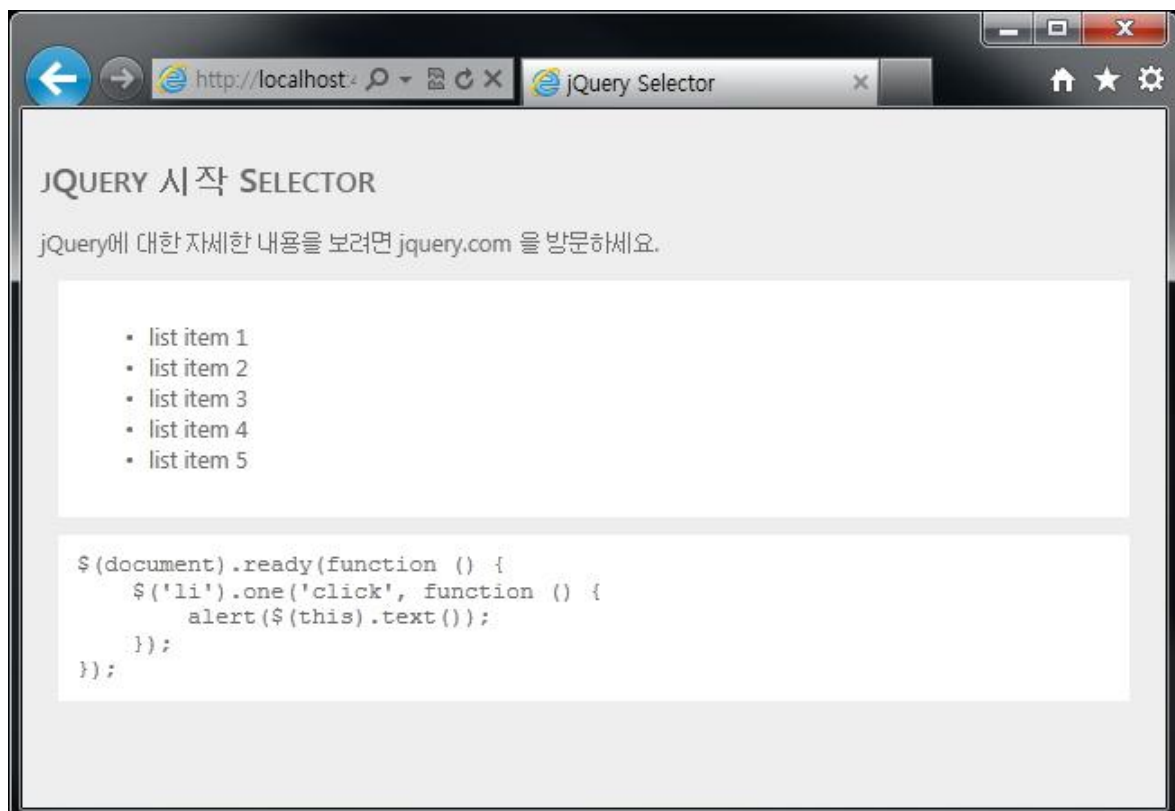 http://localhost:
jQuery Selector
JQUERY 시작 SELECTOR
jQuery에 대한 자세한 내용을 보려면 jquery.com 을 방문하세요.
• list item 1
• list item 2
• list item 3
• list item 4
• list item 5
$(document).ready(function () {
    $('li').one('click', function () {
        alert($(this).text());
    });
});